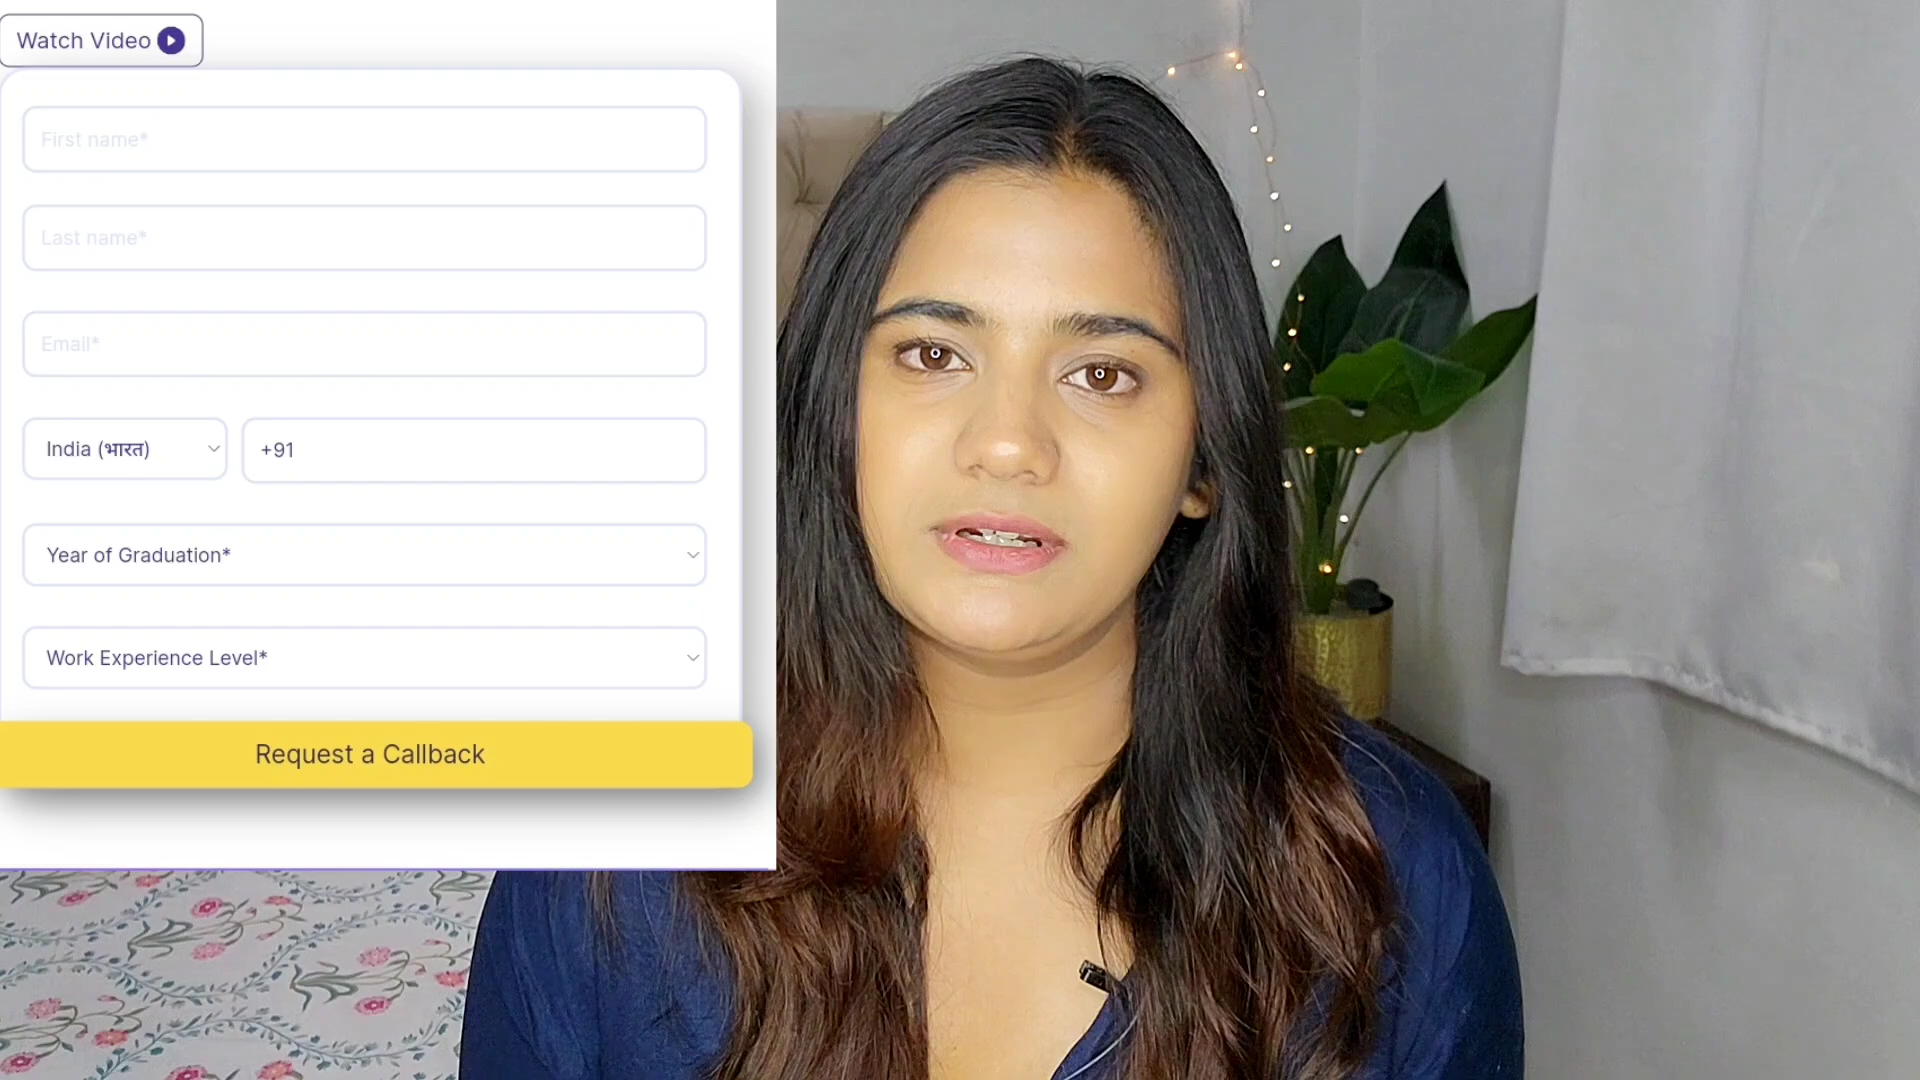 Watch Video
First name*
Last name*
Email*
India (भारत)
+91
Year of Graduation*
Work Experience Level*
Request a Callback